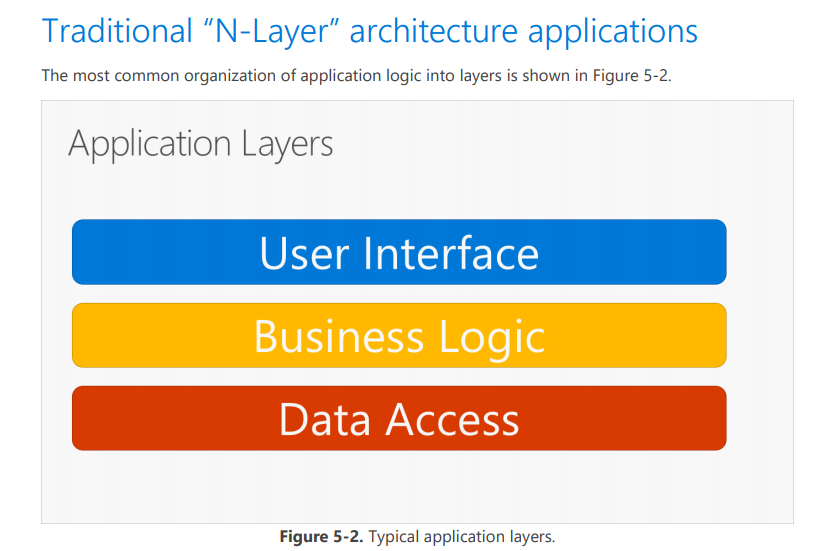 Traditional “N-Layer” architecture applications
The most common organization of application logic into layers is shown in Figure 5-2.
Application Layers
User Interface
Business Logic
Data Access
Figure 5-2. Typical application layers.